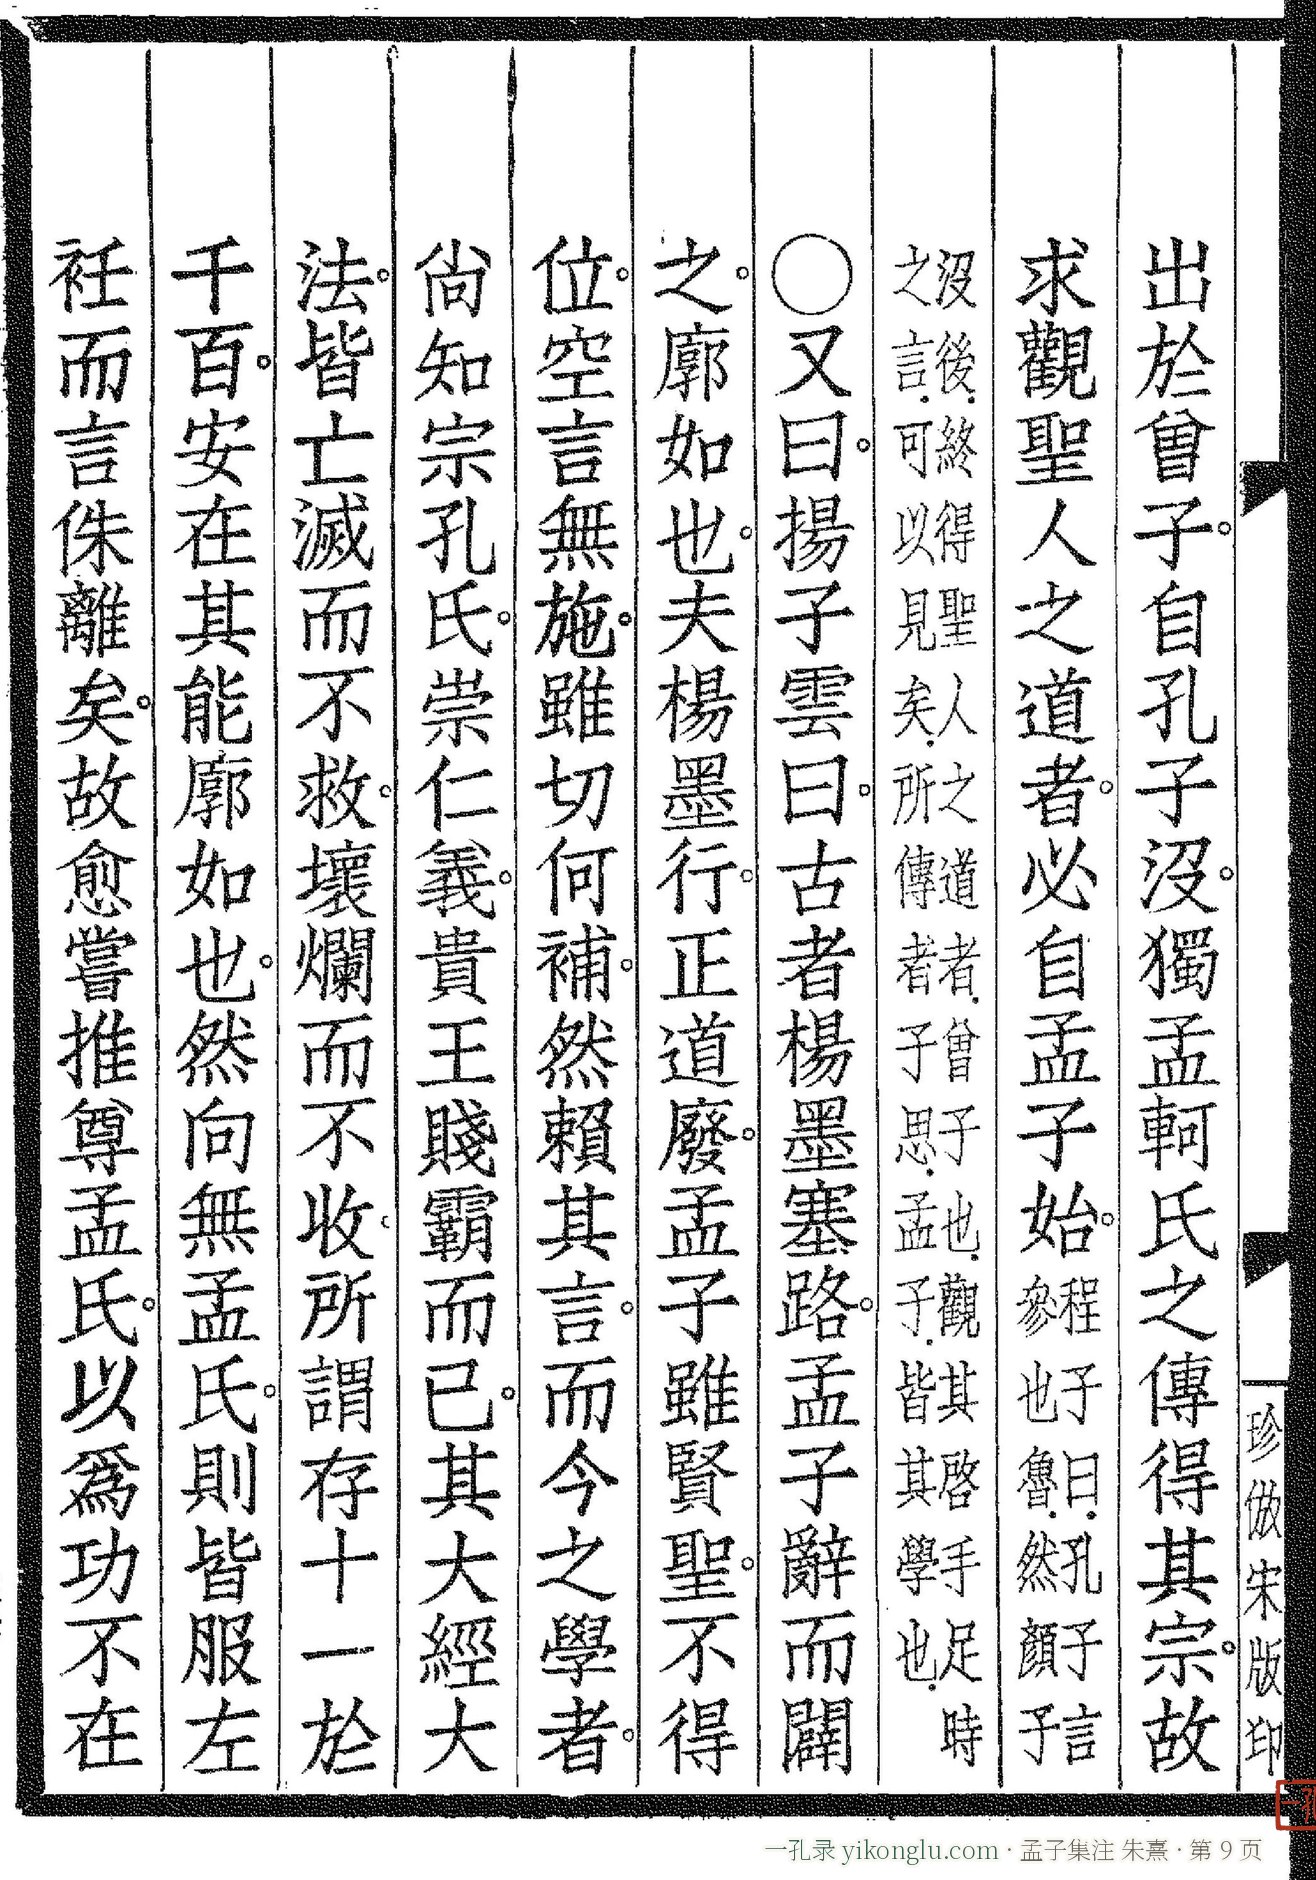 珍倣宋版印
出於曾子。自孔子沒。獨孟軻氏之傳得其宗。故
求觀聖人之道者。必自孟子始。
程子曰.孔子言
參也魯.然顏子
沒後.終得聖人之道者.曾子也.觀其啓手足時
之言.可以見矣.所傳者子思.孟子.皆其學也.
○又曰。揚子雲曰。古者楊墨塞路。孟子辭而闢
之。廓如也。夫楊墨行。正道廢。孟子雖賢聖。不得
位。空言無施。雖切何補。然賴其言。而今之學者。
尙知宗孔氏。崇仁義。貴王賤霸而已。其大經大
法。皆亡滅而不救。壞爛而不收。所謂存十一於
千百。安在其能廓如也。然向無孟氏。則皆服左
衽而言侏離矣。故愈嘗推尊孟氏。以爲功不在
一孔录 yikonglu.com · 孟子集注 朱熹 · 第 9 页